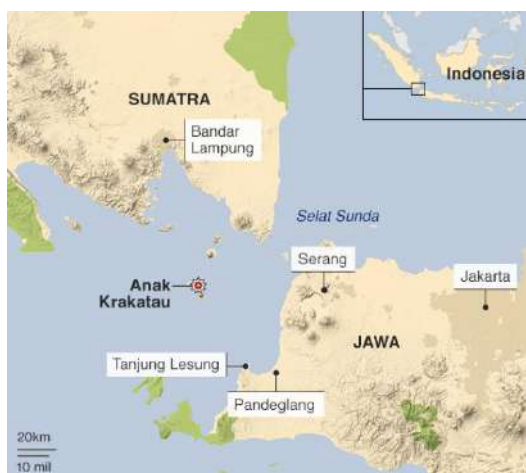 Indonesia
SUMATRA
Bandar
Lampung
Selat Sunda
Serang
Anak
Krakatau
Jakarta
JAWA
Tanjung Lesung
Pandeglang
20km
10 mil